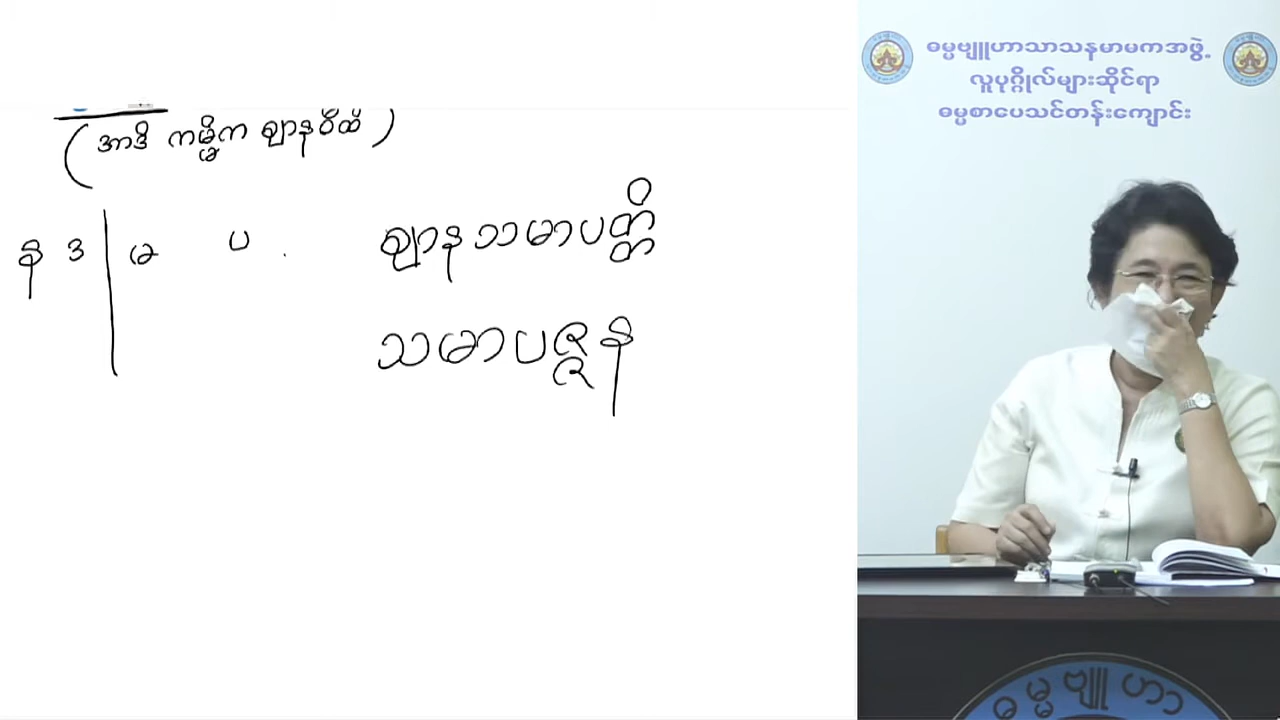 ( အာဒိ ကမ္မိက ဈာနဝီထိ )
န ဒ မ ပ
ဈာနသမာပတ္တိ
သမာပဇ္ဇန
ဓမ္မဗျူဟာသာသနမာမကအဖွဲ့
လူပုဂ္ဂိုလ်များဆိုင်ရာ
ဓမ္မစာပေသင်တန်းကျောင်း
ဓမ္မဗျူဟာ